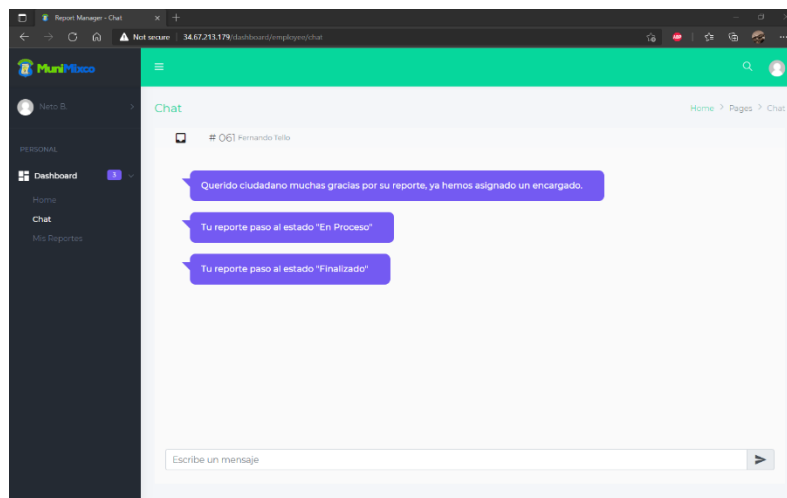 Report Manager - Chat
Not secure | 34.67.213.179/dashboard/employee/chat
MuniMixco
Neto B.
Chat
Home > Pages > Chat
PERSONAL
# 061 Fernando Tello
Dashboard 3
Querido ciudadano muchas gracias por su reporte, ya hemos asignado un encargado.
Home
Chat
Tu reporte paso al estado "En Proceso"
Mis Reportes
Tu reporte paso al estado "Finalizado"
Escribe un mensaje